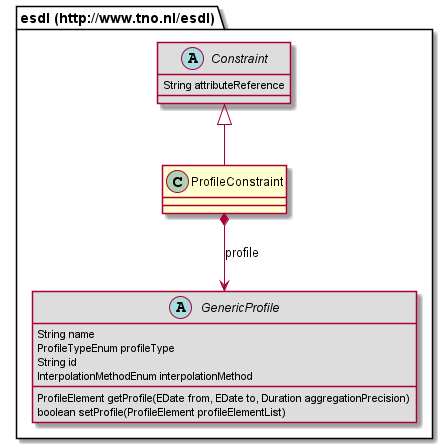 esdl (http://www.tno.nl/esdl)
A Constraint
String attributeReference
C ProfileConstraint
profile
A GenericProfile
String name
ProfileTypeEnum profileType
String id
InterpolationMethodEnum interpolationMethod
ProfileElement getProfile(EDate from, EDate to, Duration aggregationPrecision)
boolean setProfile(ProfileElement profileElementList)